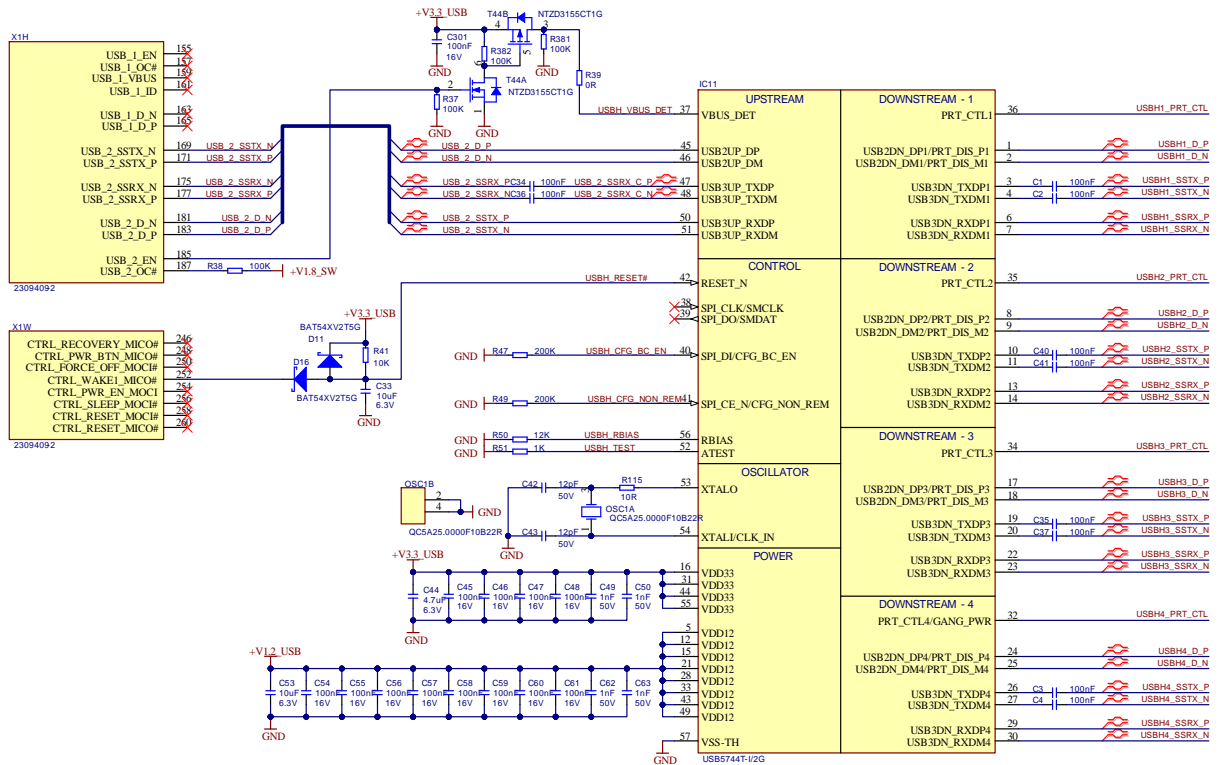 X1H
USB_1_EN 155
USB_1_OC# 157
USB_1_VBUS 159
USB_1_ID 161
USB_1_D_N 163
USB_1_D_P 165
USB_2_SSTX_N 169 USB_2_SSTX_N
USB_2_SSTX_P 171 USB_2_SSTX_P
USB_2_SSRX_N 175 USB_2_SSRX_N
USB_2_SSRX_P 177 USB_2_SSRX_P
USB_2_D_N 181 USB_2_D_N
USB_2_D_P 183 USB_2_D_P
USB_2_EN 185
USB_2_OC# 187 R38 100K +V1.8_SW
2309409-2
+V3.3_USB
C301
100nF
16V
GND
T44B NTZD3155CT1G
4 3
5
R382
100K
6
R381
100K
GND
R39
0R
T44A
NTZD3155CT1G
2
1
R37
100K
GND GND
X1W
CTRL_RECOVERY_MICO# 246
CTRL_PWR_BTN_MICO# 248
CTRL_FORCE_OFF_MOCI# 250
CTRL_WAKE1_MICO# 252
CTRL_PWR_EN_MOCI 254
CTRL_SLEEP_MOCI# 256
CTRL_RESET_MOCI# 258
CTRL_RESET_MICO# 260
2309409-2
+V3.3_USB
BAT54XV2T5G
D11
R41
10K
D16
BAT54XV2T5G
C33
10uF
6.3V
GND
IC11
UPSTREAM
USBH_VBUS_DET 37 VBUS_DET
USB_2_D_P 45 USB2UP_DP
USB_2_D_N 46 USB2UP_DM
USB_2_SSRX_P C34 100nF USB_2_SSRX_C_P 47 USB3UP_TXDP
USB_2_SSRX_N C36 100nF USB_2_SSRX_C_N 48 USB3UP_TXDM
USB_2_SSTX_P 50 USB3UP_RXDP
USB_2_SSTX_N 51 USB3UP_RXDM
CONTROL
USBH_RESET# 42 RESET_N
38 SPI_CLK/SMCLK
39 SPI_DO/SMDAT
GND R47 200K USBH_CFG_BC_EN 40 SPI_DI/CFG_BC_EN
GND R49 200K USBH_CFG_NON_REM 41 SPI_CE_N/CFG_NON_REM
GND R50 12K USBH_RBIAS 56 RBIAS
GND R51 1K USBH_TEST 52 ATEST
OSCILLATOR
OSC1B
2
4
GND
QC5A25.0000F10B22R
C42 12pF
50V
3
R115
10R
53 XTALO
OSC1A
QC5A25.0000F10B22R
1
C43 12pF
50V
54 XTALI/CLK_IN
GND
POWER
+V3.3_USB
C44
4.7uF
6.3V
C45
100nF
16V
C46
100nF
16V
C47
100nF
16V
C48
100nF
16V
C49
1nF
50V
C50
1nF
50V
GND
16 VDD33
31 VDD33
44 VDD33
55 VDD33
+V1.2_USB
C53
10uF
6.3V
C54
100nF
16V
C55
100nF
16V
C56
100nF
16V
C57
100nF
16V
C58
100nF
16V
C59
100nF
16V
C60
100nF
16V
C61
100nF
16V
C62
1nF
50V
C63
1nF
50V
GND
5 VDD12
12 VDD12
15 VDD12
21 VDD12
28 VDD12
33 VDD12
43 VDD12
49 VDD12
57 VSS-TH
GND
USB5744T-I/2G
DOWNSTREAM - 1
PRT_CTL1 36 USBH1_PRT_CTL
USB2DN_DP1/PRT_DIS_P1 1 USBH1_D_P
USB2DN_DM1/PRT_DIS_M1 2 USBH1_D_N
USB3DN_TXDP1 3 C1 100nF USBH1_SSTX_P
USB3DN_TXDM1 4 C2 100nF USBH1_SSTX_N
USB3DN_RXDP1 6 USBH1_SSRX_P
USB3DN_RXDM1 7 USBH1_SSRX_N
DOWNSTREAM - 2
PRT_CTL2 35 USBH2_PRT_CTL
USB2DN_DP2/PRT_DIS_P2 8 USBH2_D_P
USB2DN_DM2/PRT_DIS_M2 9 USBH2_D_N
USB3DN_TXDP2 10 C40 100nF USBH2_SSTX_P
USB3DN_TXDM2 11 C41 100nF USBH2_SSTX_N
USB3DN_RXDP2 13 USBH2_SSRX_P
USB3DN_RXDM2 14 USBH2_SSRX_N
DOWNSTREAM - 3
PRT_CTL3 34 USBH3_PRT_CTL
USB2DN_DP3/PRT_DIS_P3 17 USBH3_D_P
USB2DN_DM3/PRT_DIS_M3 18 USBH3_D_N
USB3DN_TXDP3 19 C35 100nF USBH3_SSTX_P
USB3DN_TXDM3 20 C37 100nF USBH3_SSTX_N
USB3DN_RXDP3 22 USBH3_SSRX_P
USB3DN_RXDM3 23 USBH3_SSRX_N
DOWNSTREAM - 4
PRT_CTL4/GANG_PWR 32 USBH4_PRT_CTL
USB2DN_DP4/PRT_DIS_P4 24 USBH4_D_P
USB2DN_DM4/PRT_DIS_M4 25 USBH4_D_N
USB3DN_TXDP4 26 C3 100nF USBH4_SSTX_P
USB3DN_TXDM4 27 C4 100nF USBH4_SSTX_N
USB3DN_RXDP4 29 USBH4_SSRX_P
USB3DN_RXDM4 30 USBH4_SSRX_N